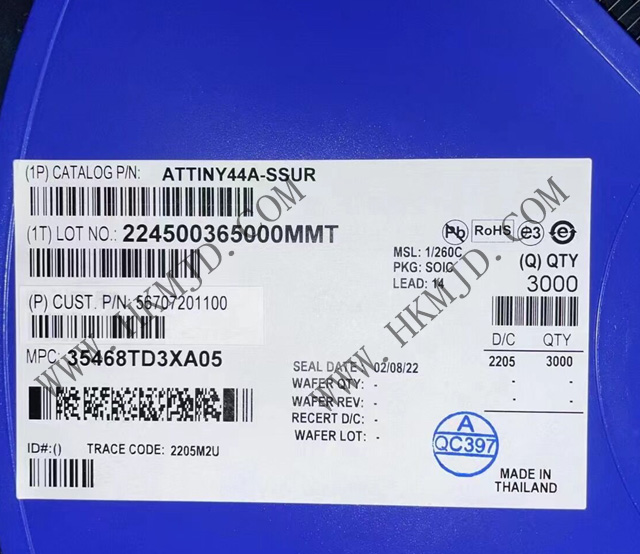 (1P) CATALOG P/N: ATTINY44A-SSUR
(1T) LOT NO.: 224500365000MMT
Pb RoHS e3 e
MSL: 1/260C
PKG: SOIC
LEAD: 14
(Q) QTY
3000
(P) CUST. P/N: 56707201100
D/C QTY
2205 3000
- -
- -
MPC: 35468TD3XA05
SEAL DATE: 02/08/22
WAFER QTY: -
WAFER REV: -
RECERT D/C: -
WAFER LOT: -
A
QC397
ID#:() TRACE CODE: 2205M2U
MADE IN
THAILAND
WWW.HKMJD.COM
WWW.HKMJD.COM